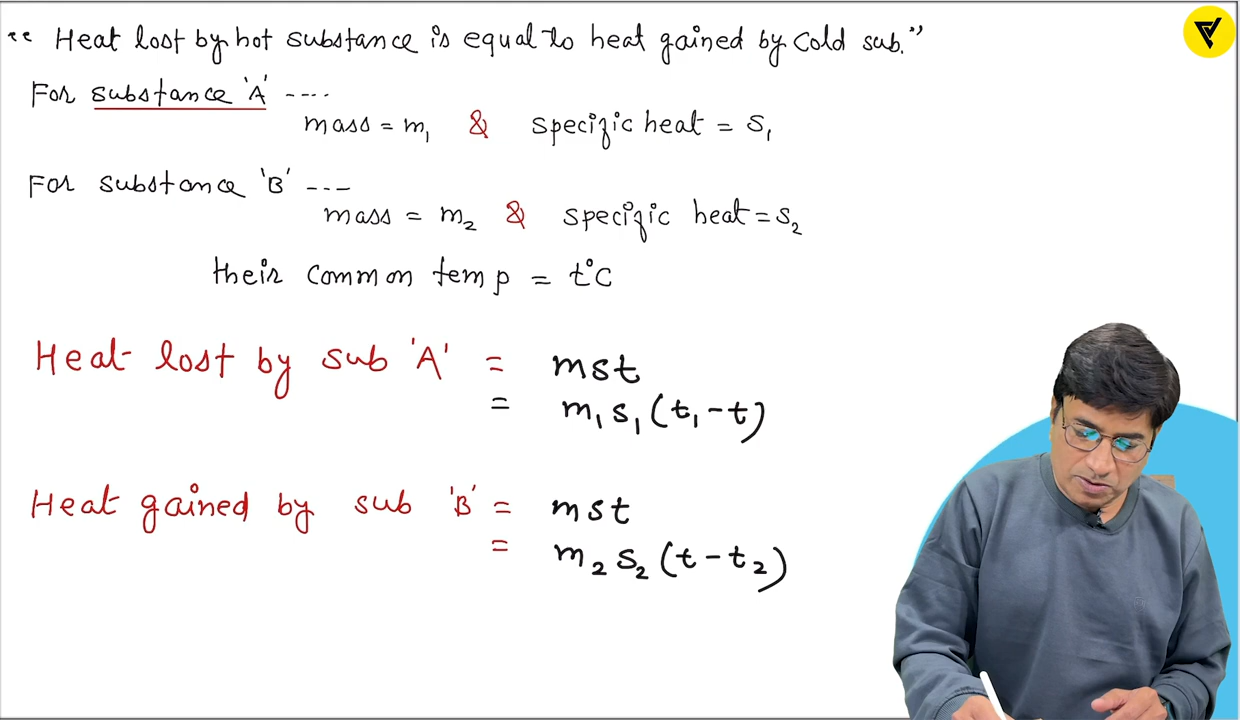 “Heat lost by hot substance is equal to heat gained by cold sub.”
For substance 'A' ----
mass = m₁ & specific heat = s₁
For substance 'B' ---
mass = m₂ & specific heat = s₂
their common temp = t°C
Heat lost by sub 'A' = mst
= m₁s₁(t₁-t)
Heat gained by sub 'B' = mst
= m₂s₂(t-t₂)